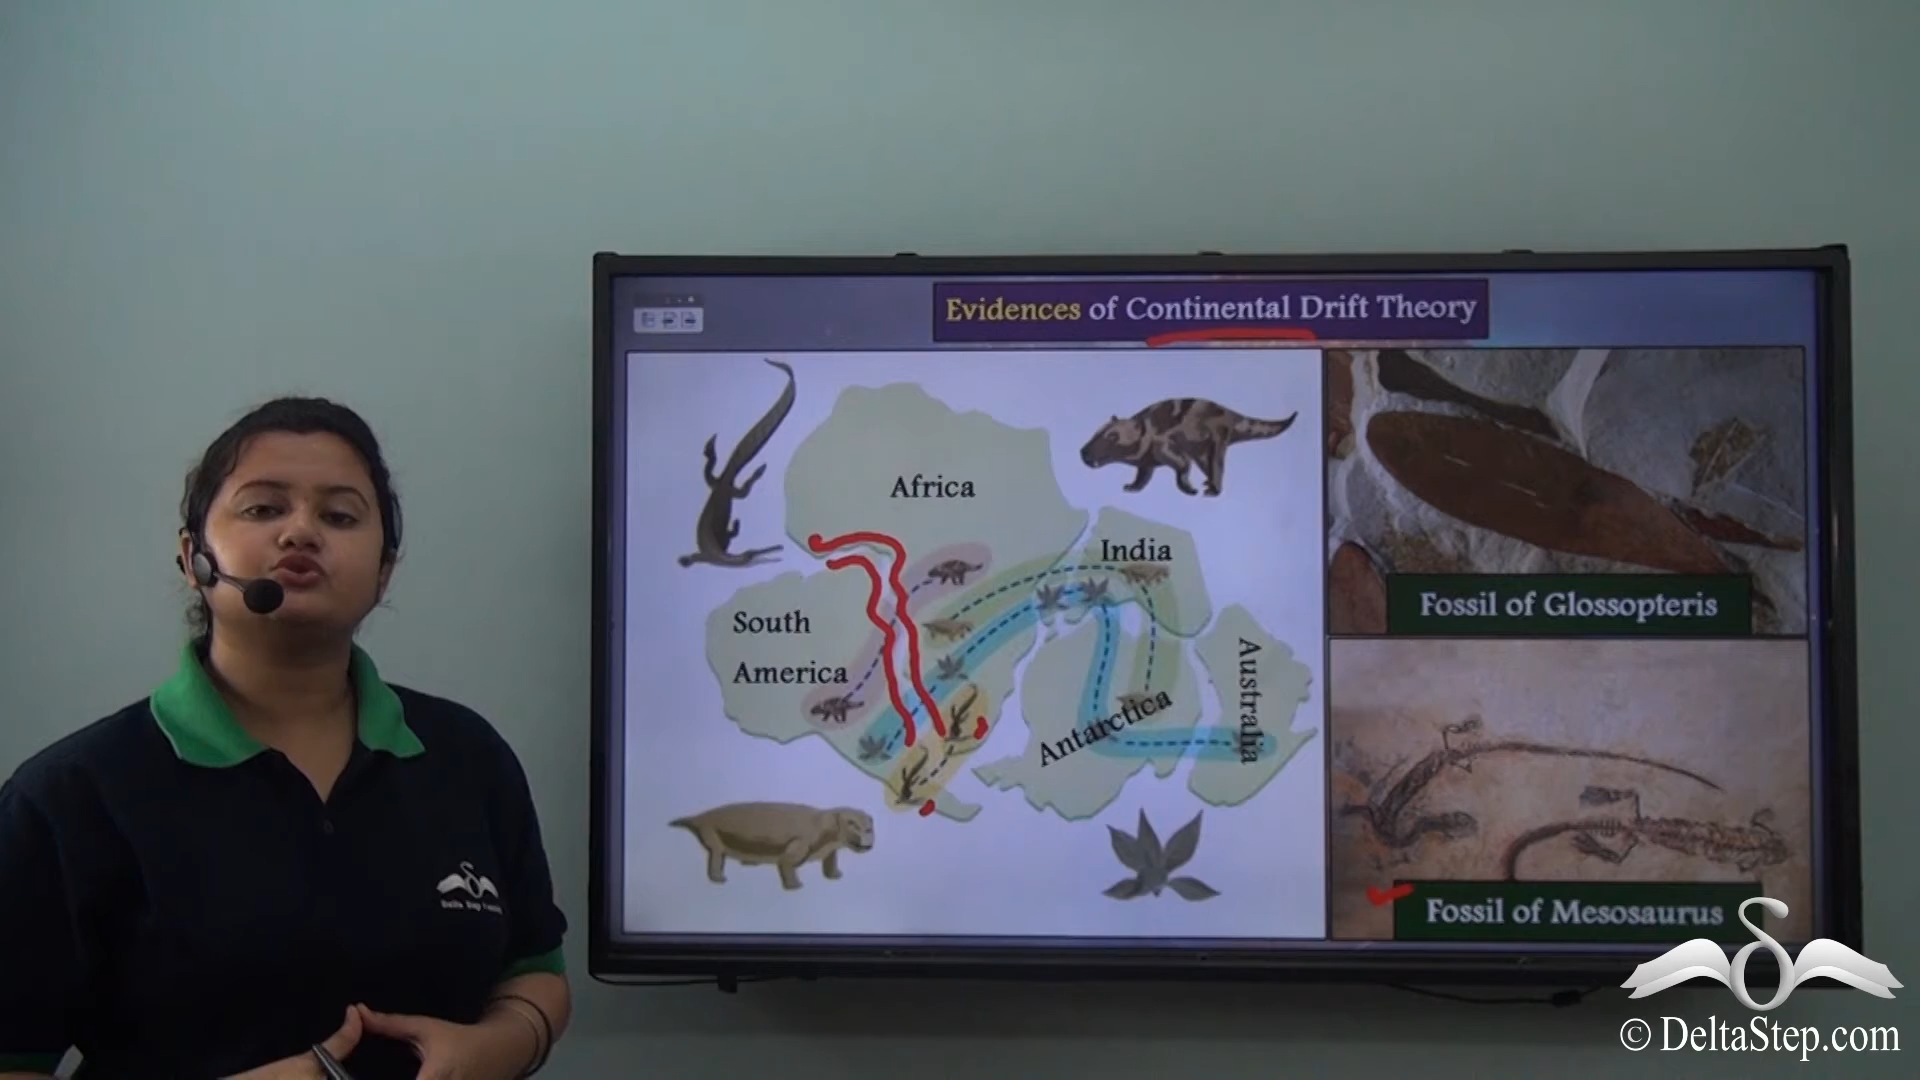 Evidences of Continental Drift Theory
Africa
India
South
America
Antarctica
Australia
Fossil of Glossopteris
Fossil of Mesosaurus
© DeltaStep.com